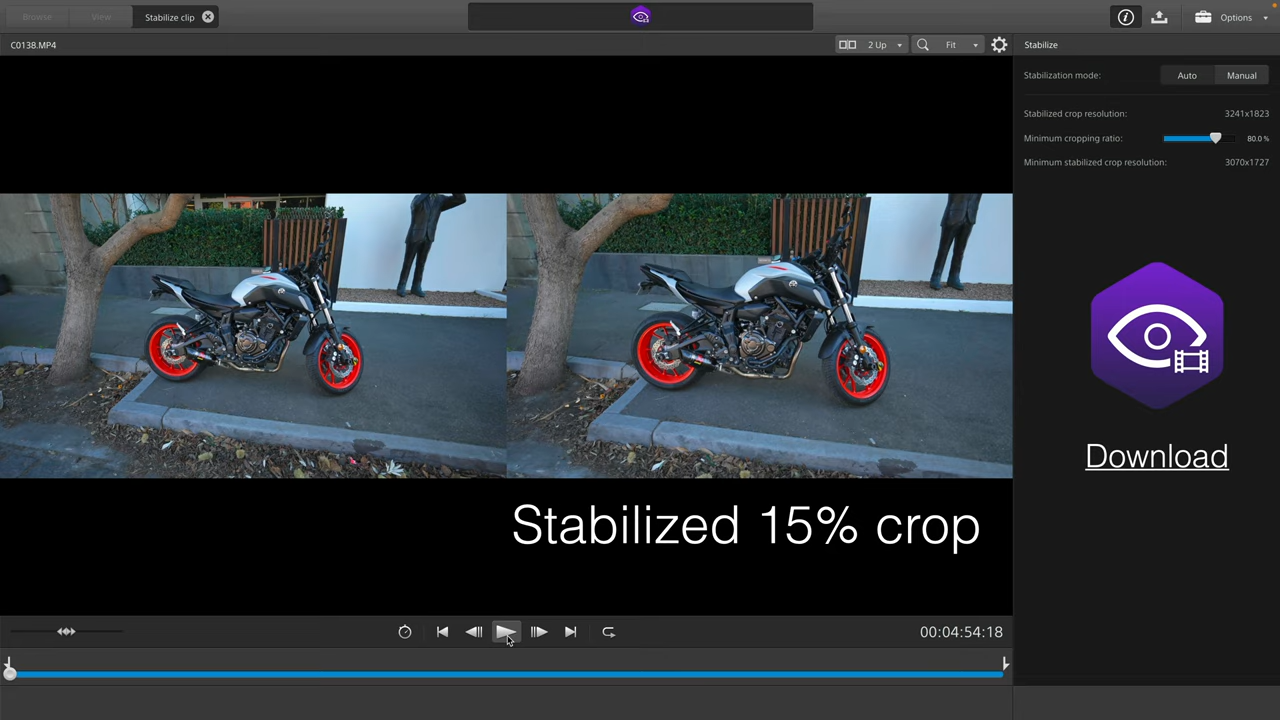 Browse
View
Stabilize clip
Options
C0138.MP4
2 Up
Fit
Stabilize
Stabilization mode:
Auto
Manual
Stabilized crop resolution:
3241x1823
Minimum cropping ratio:
80.0 %
Minimum stabilized crop resolution:
3070x1727
Download
Stabilized 15% crop
00:04:54:18